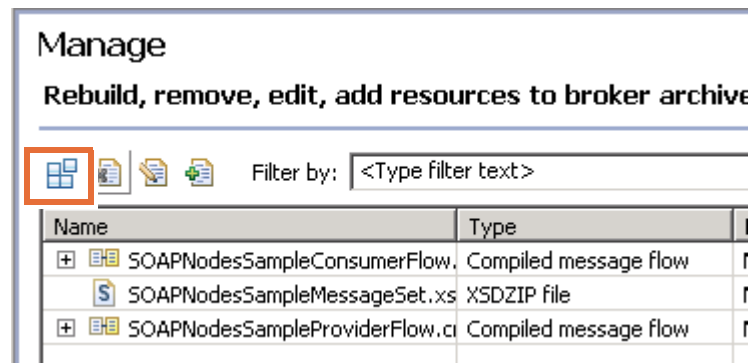 Manage
Rebuild, remove, edit, add resources to broker archive
Filter by: <Type filter text>
Name Type
SOAPNodesSampleConsumerFlow. Compiled message flow
SOAPNodesSampleMessageSet.xs XSDZIP file
SOAPNodesSampleProviderFlow.c Compiled message flow